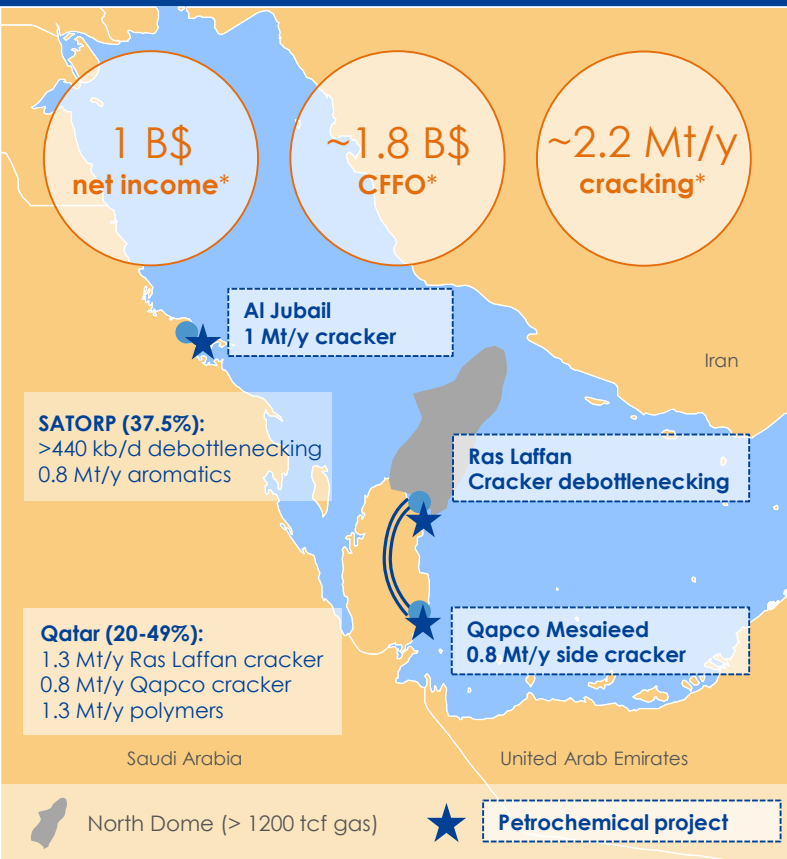 1 B$
net income*
~1.8 B$
CFFO*
~2.2 Mt/y
cracking*
Al Jubail
1 Mt/y cracker
Iran
SATORP (37.5%):
>440 kb/d debottlenecking
0.8 Mt/y aromatics
Ras Laffan
Cracker debottlenecking
Qatar (20-49%):
1.3 Mt/y Ras Laffan cracker
0.8 Mt/y Qapco cracker
1.3 Mt/y polymers
Qapco Mesaieed
0.8 Mt/y side cracker
Saudi Arabia
United Arab Emirates
North Dome (> 1200 tcf gas)
Petrochemical project